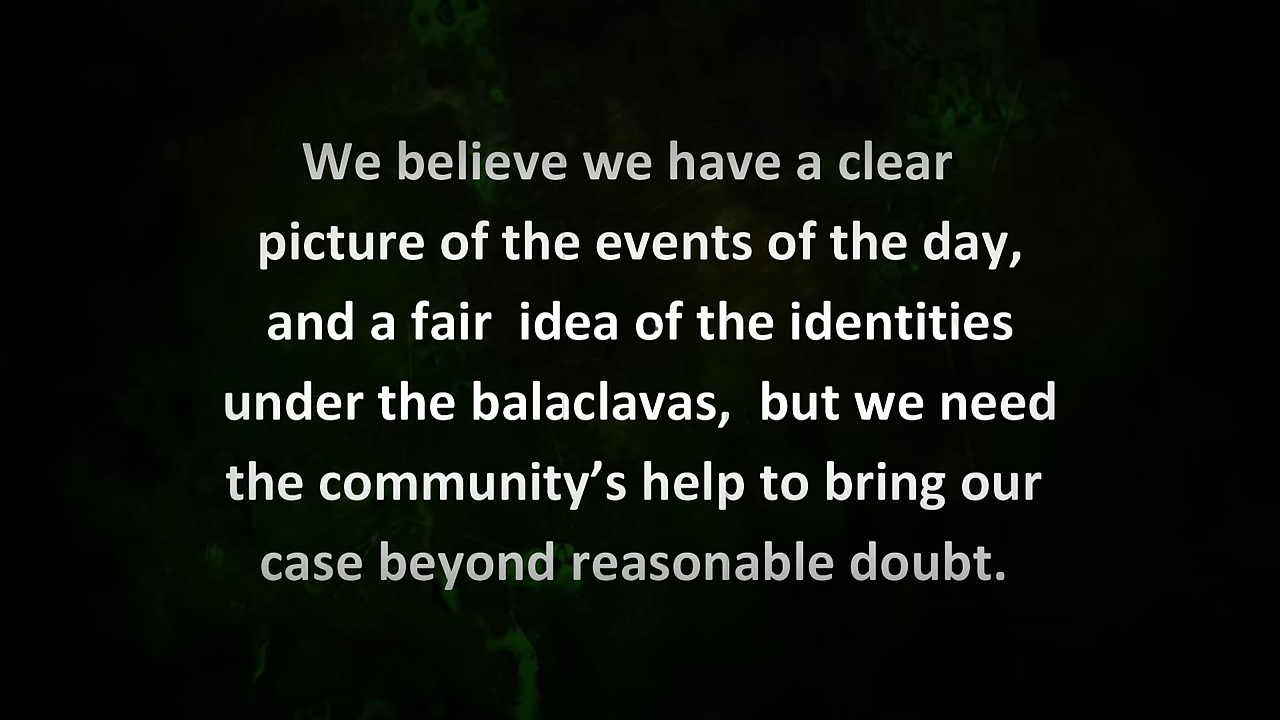 We believe we have a clear
picture of the events of the day,
and a fair  idea of the identities
under the balaclavas,  but we need
the community’s help to bring our
case beyond reasonable doubt.